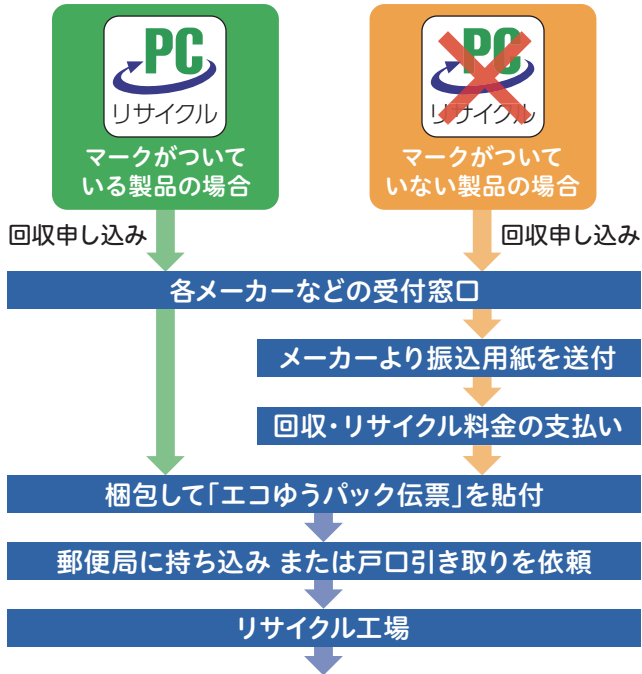 PC
リサイクル
マークがついて
いる製品の場合
PC
リサイクル
マークがついて
いない製品の場合
回収申し込み
回収申し込み
各メーカーなどの受付窓口
メーカーより振込用紙を送付
回収・リサイクル料金の支払い
梱包して「エコゆうパック伝票」を貼付
郵便局に持ち込み または戸口引き取りを依頼
リサイクル工場